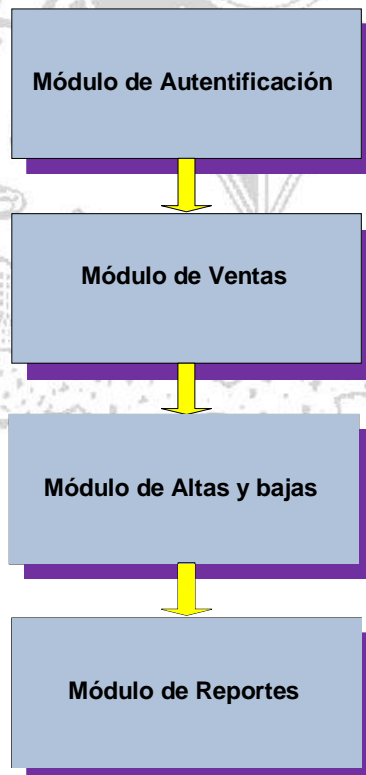 Módulo de Autentificación
Módulo de Ventas
Módulo de Altas y bajas
Módulo de Reportes